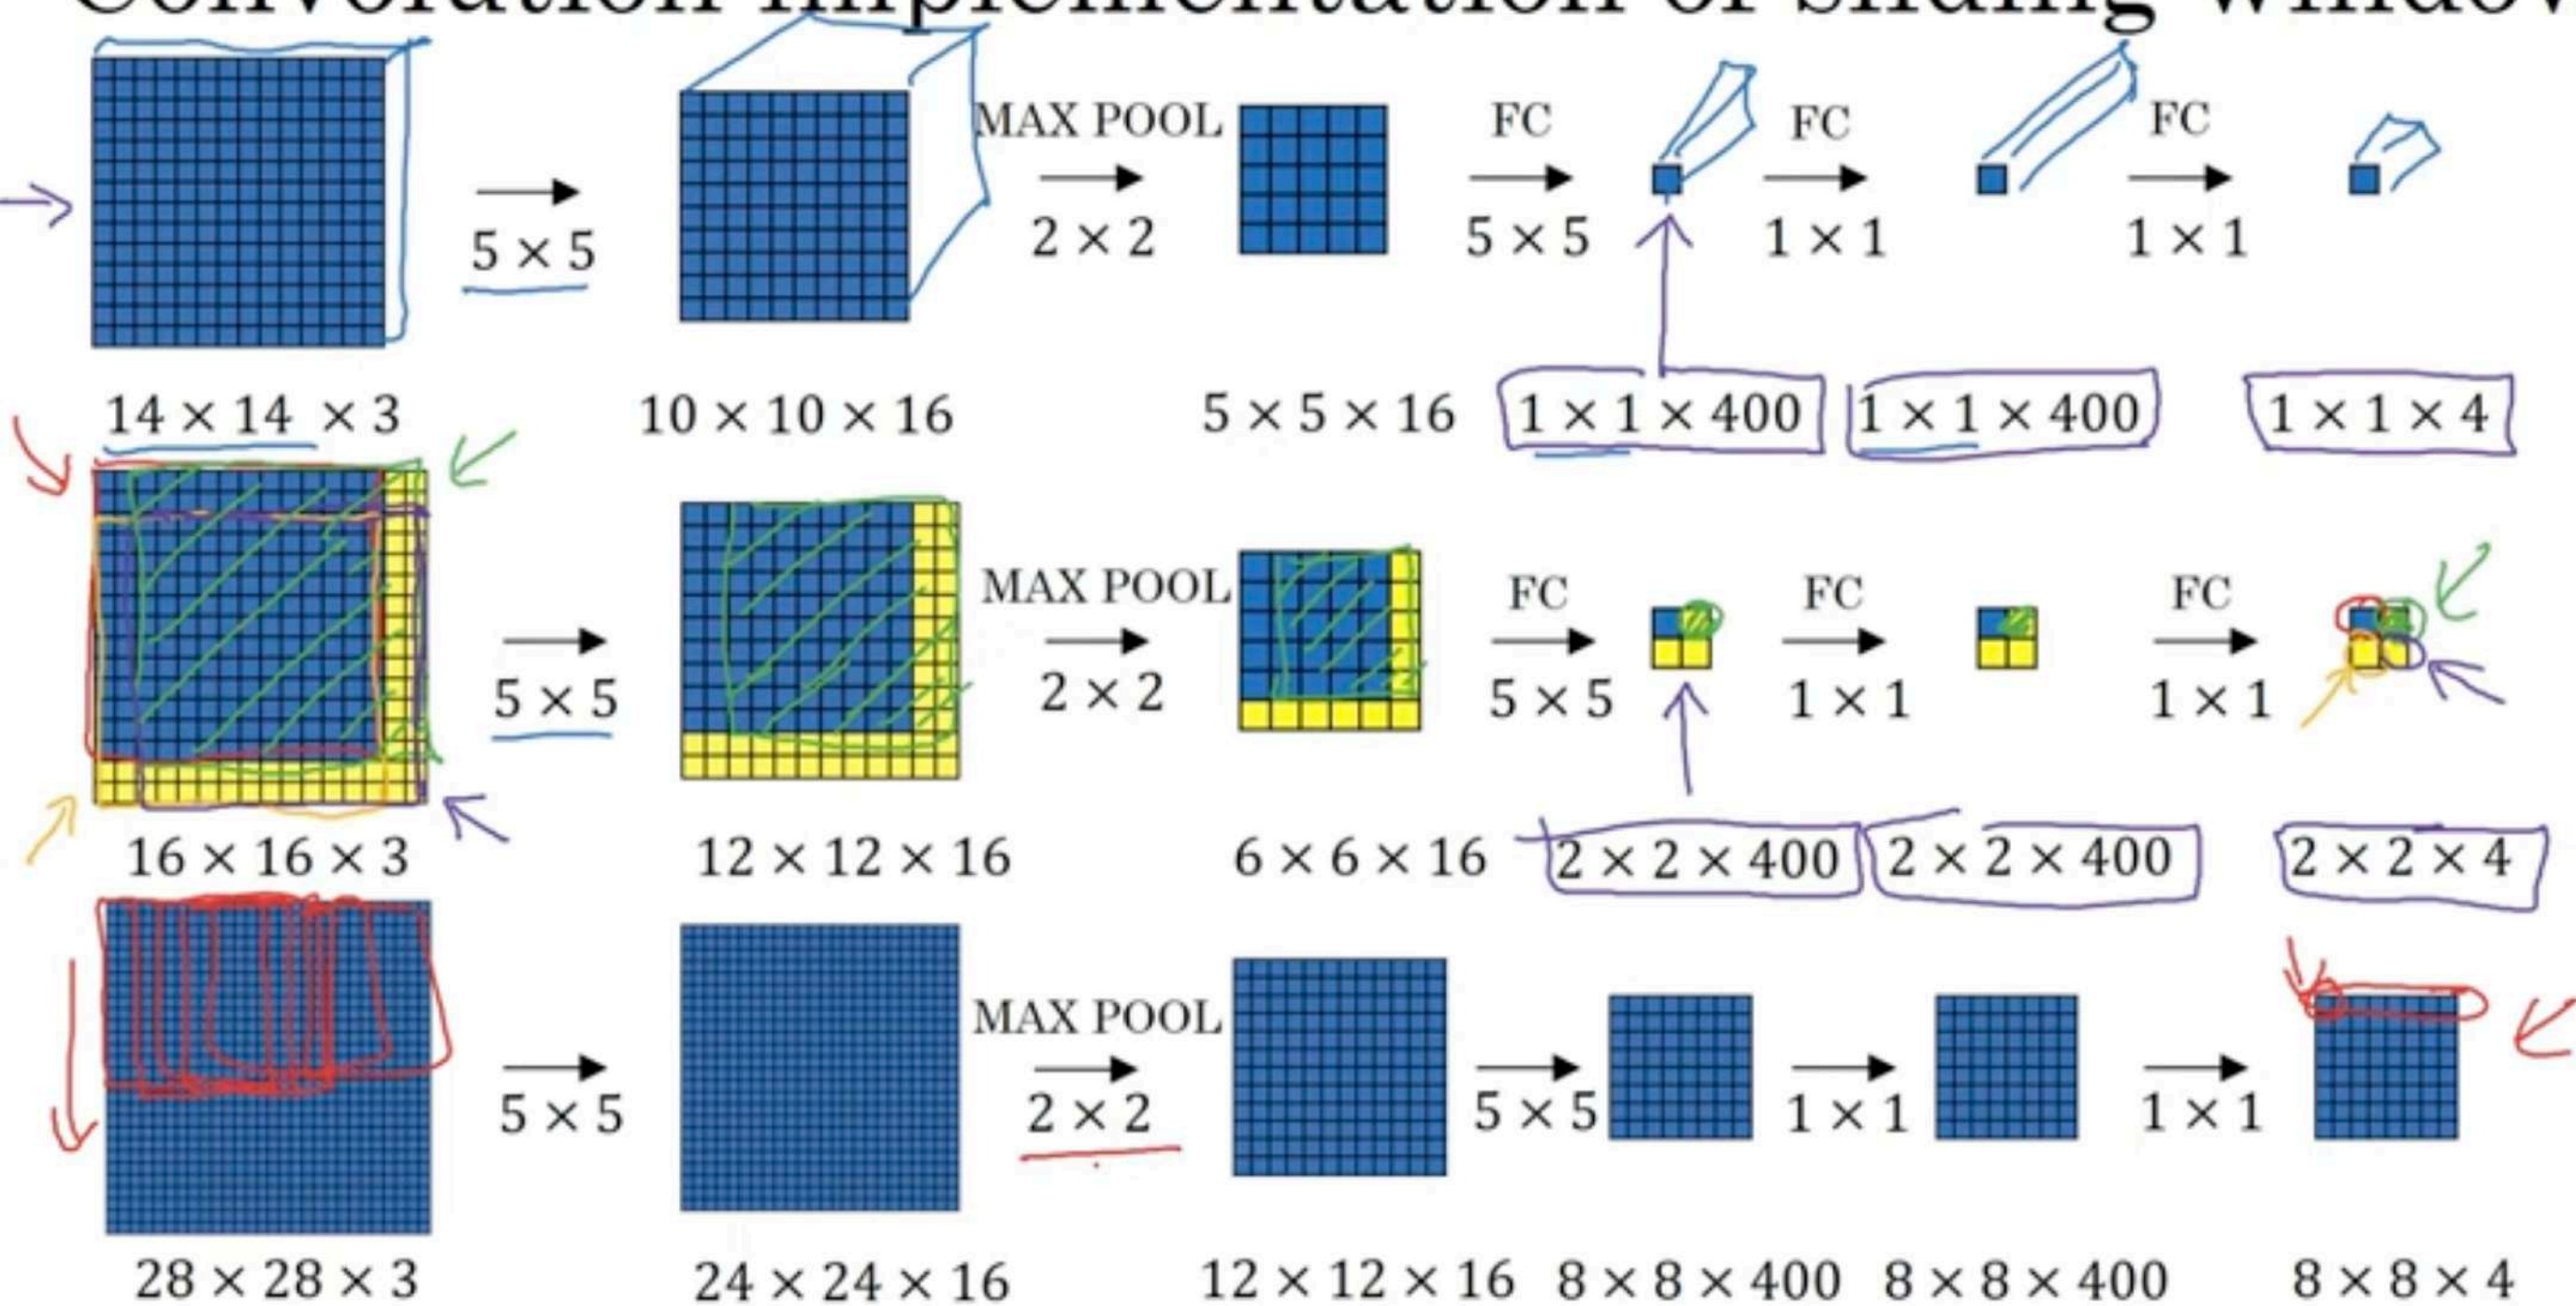 Convolution implementation of sliding
MAX POOL FC FC FC
5 × 5 2 × 2 5 × 5 1 × 1 1 × 1
14 × 14 × 3 10 × 10 × 16 5 × 5 × 16 1 × 1 × 400 1 × 1 × 400 1 × 1 × 4
MAX POOL FC FC FC
5 × 5 2 × 2 5 × 5 1 × 1 1 × 1
16 × 16 × 3 12 × 12 × 16 6 × 6 × 16 2 × 2 × 400 2 × 2 × 400 2 × 2 × 4
MAX POOL
5 × 5 2 × 2 5 × 5 1 × 1 1 × 1
28 × 28 × 3 24 × 24 × 16 12 × 12 × 16 8 × 8 × 400 8 × 8 × 400 8 × 8 × 4